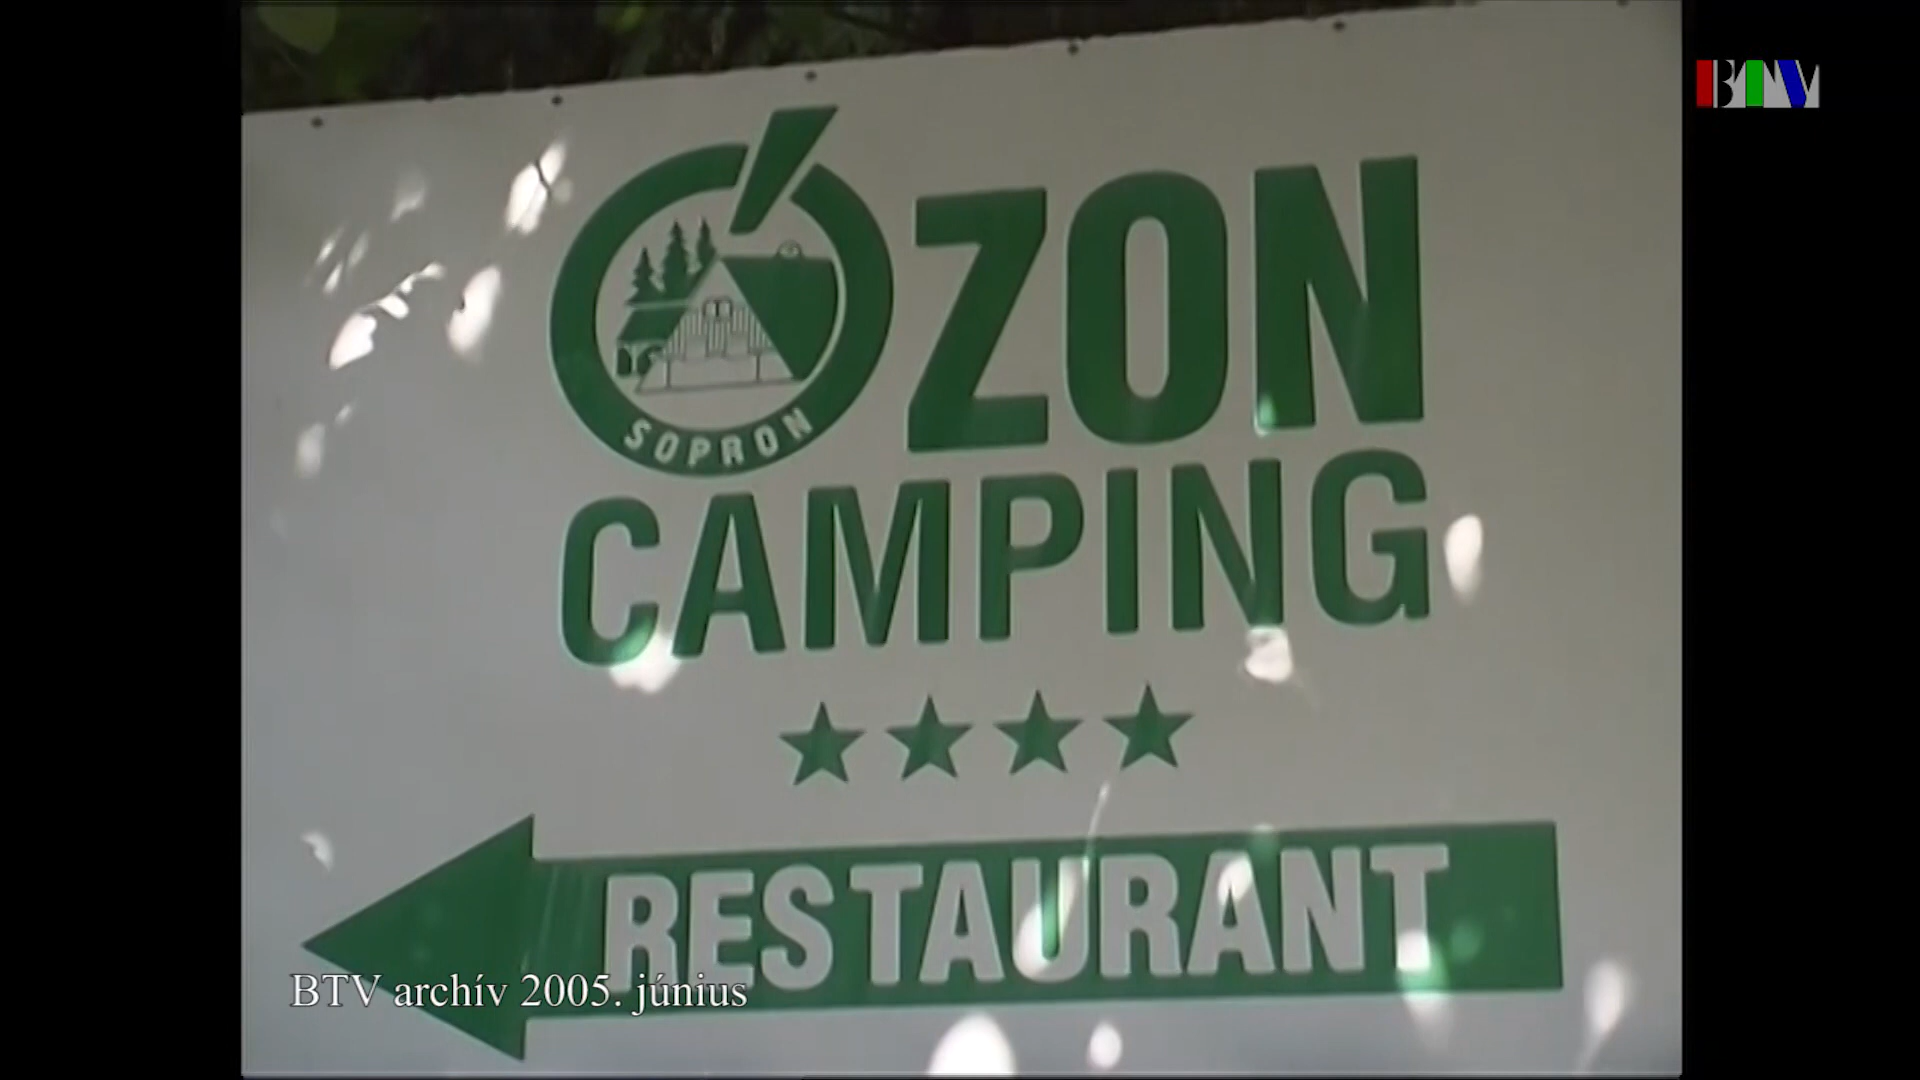 BTV
ÓZON
SOPRON
CAMPING
RESTAURANT
BTV archív 2005. június